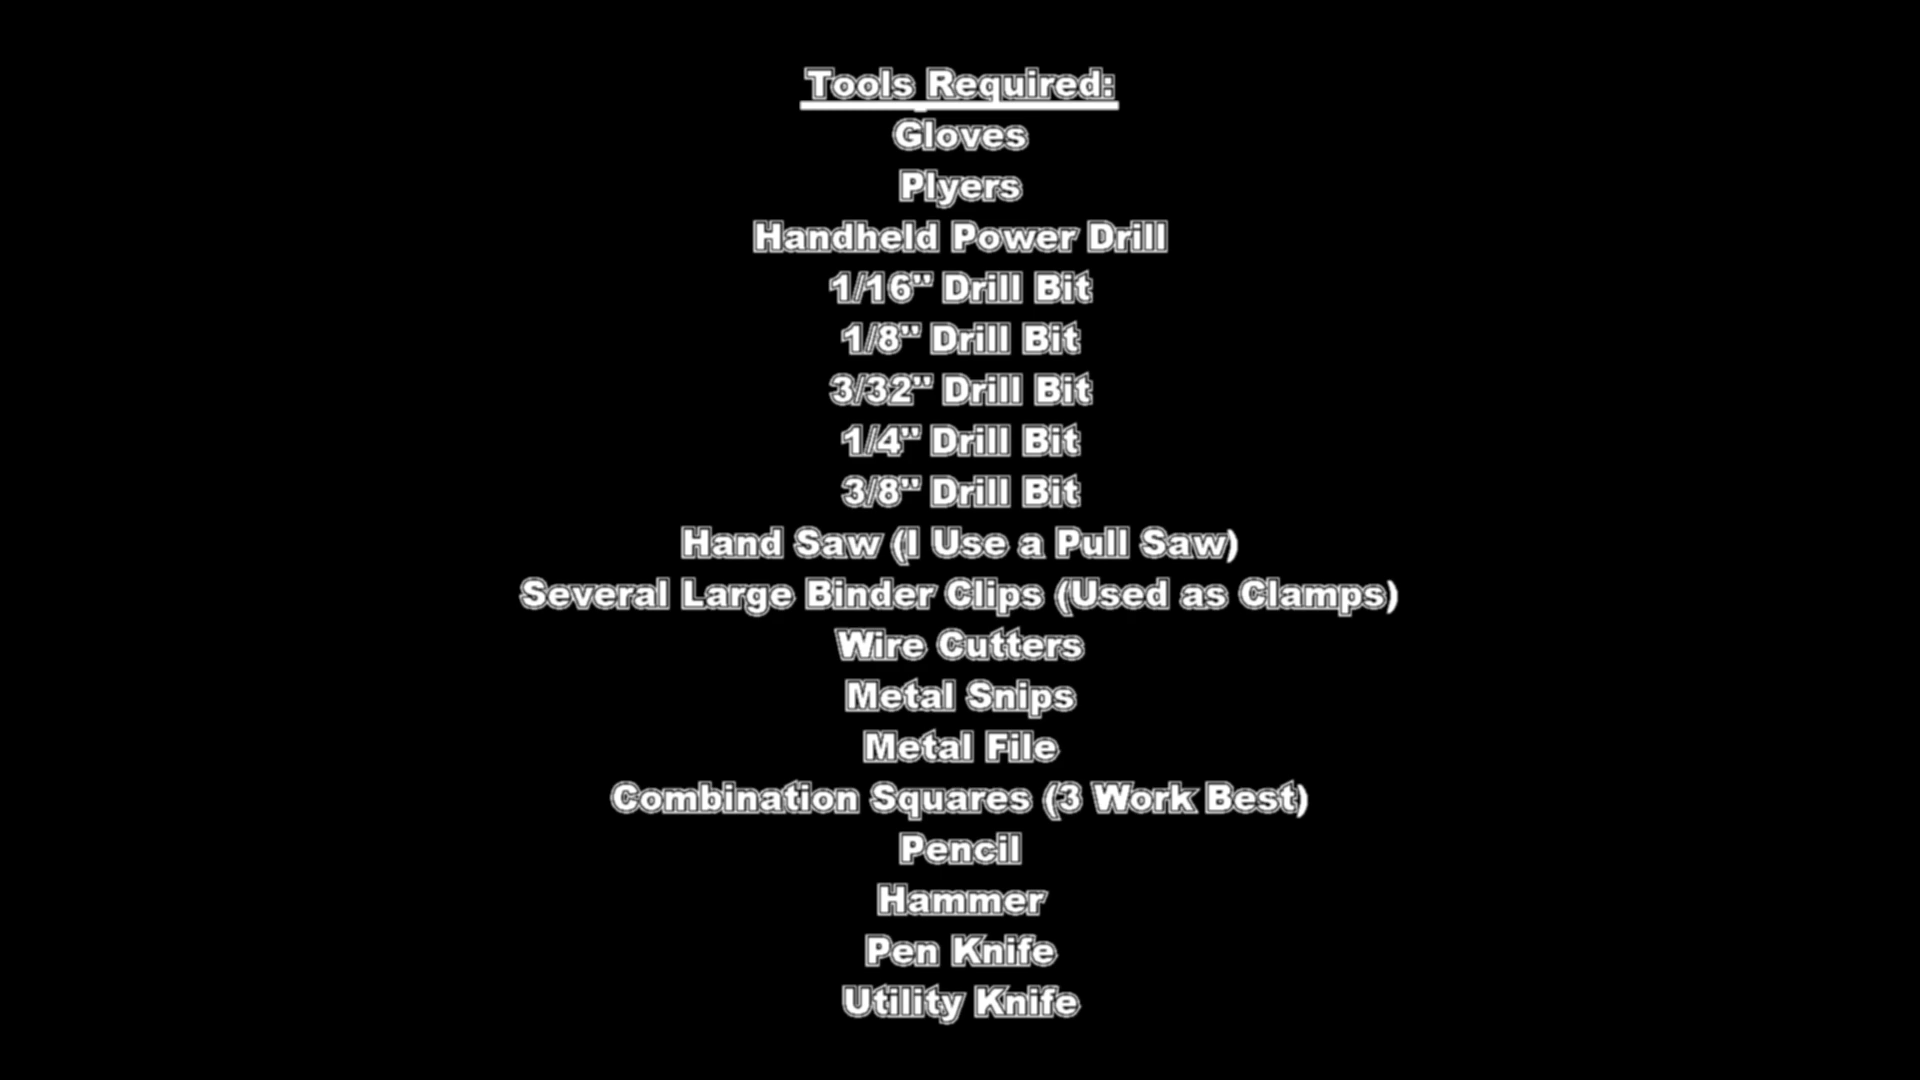 Tools Required:
Gloves
Plyers
Handheld Power Drill
1/16" Drill Bit
1/8" Drill Bit
3/32" Drill Bit
1/4" Drill Bit
3/8" Drill Bit
Hand Saw (I Use a Pull Saw)
Several Large Binder Clips (Used as Clamps)
Wire Cutters
Metal Snips
Metal File
Combination Squares (3 Work Best)
Pencil
Hammer
Pen Knife
Utility Knife